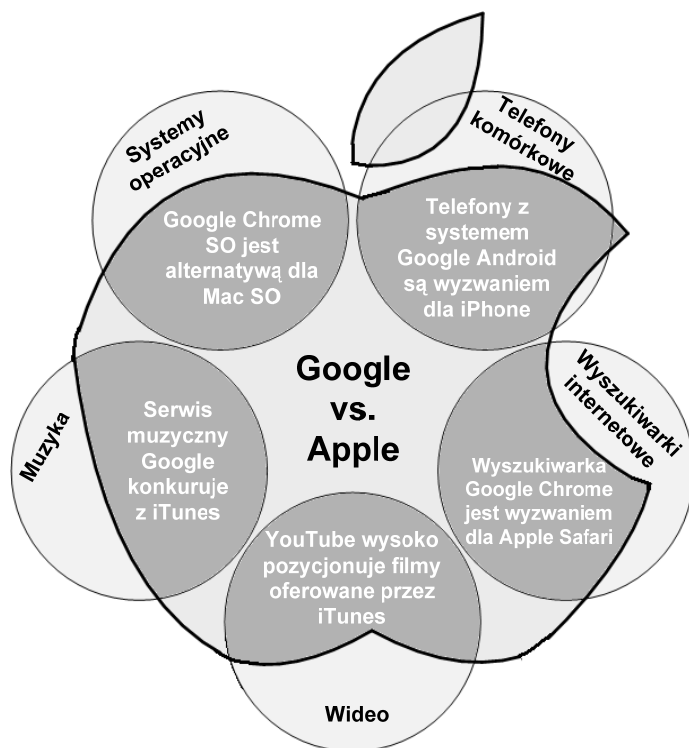 Systemy
operacyjne
Telefony
komórkowe
Google Chrome
SO jest
alternatywą dla
Mac SO
Telefony z
systemem
Google Android
są wyzwaniem
dla iPhone
Google
vs.
Apple
Muzyka
Serwis
muzyczny
Google
konkuruje
z iTunes
Wyszukiwarki
internetowe
Wyszukiwarka
Google Chrome
jest wyzwaniem
dla Apple Safari
YouTube wysoko
pozycjonuje filmy
oferowane przez
iTunes
Wideo